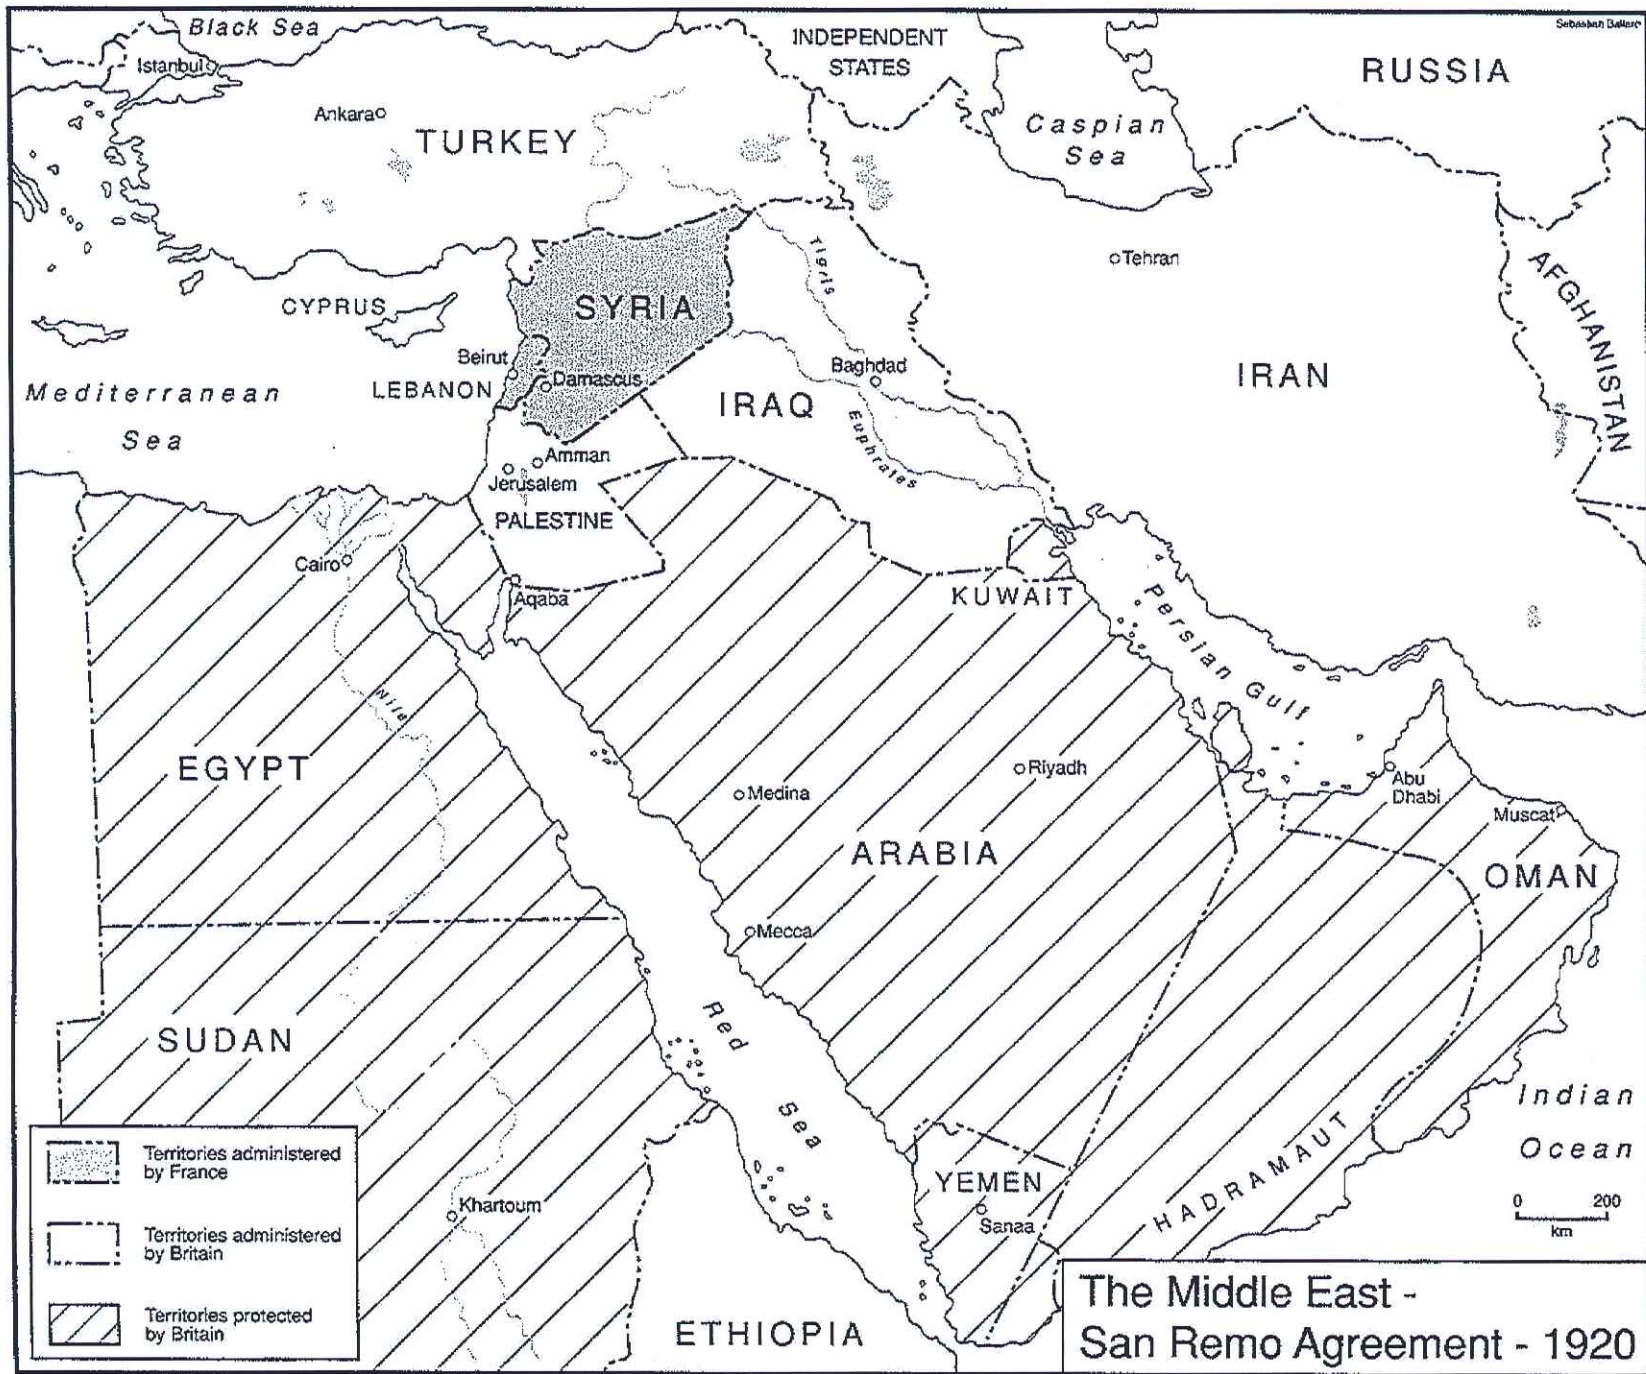 Black Sea
Istanbul
Ankara
TURKEY
INDEPENDENT
STATES
Caspian
Sea
RUSSIA
Tehran
AFGHANISTAN
CYPRUS
SYRIA
Tigris
Beirut
LEBANON
Damascus
Baghdad
IRAN
Mediterranean
Sea
IRAQ
Euphrates
Amman
Jerusalem
PALESTINE
Cairo
Aqaba
KUWAIT
Persian Gulf
Nile
EGYPT
Medina
Riyadh
Abu
Dhabi
Muscat
ARABIA
OMAN
Mecca
SUDAN
Red
Sea
Indian
Ocean
HADRAMAUT
YEMEN
Sanaa
Khartoum
ETHIOPIA
0 200
km
Territories administered
by France
Territories administered
by Britain
Territories protected
by Britain
The Middle East -
San Remo Agreement - 1920